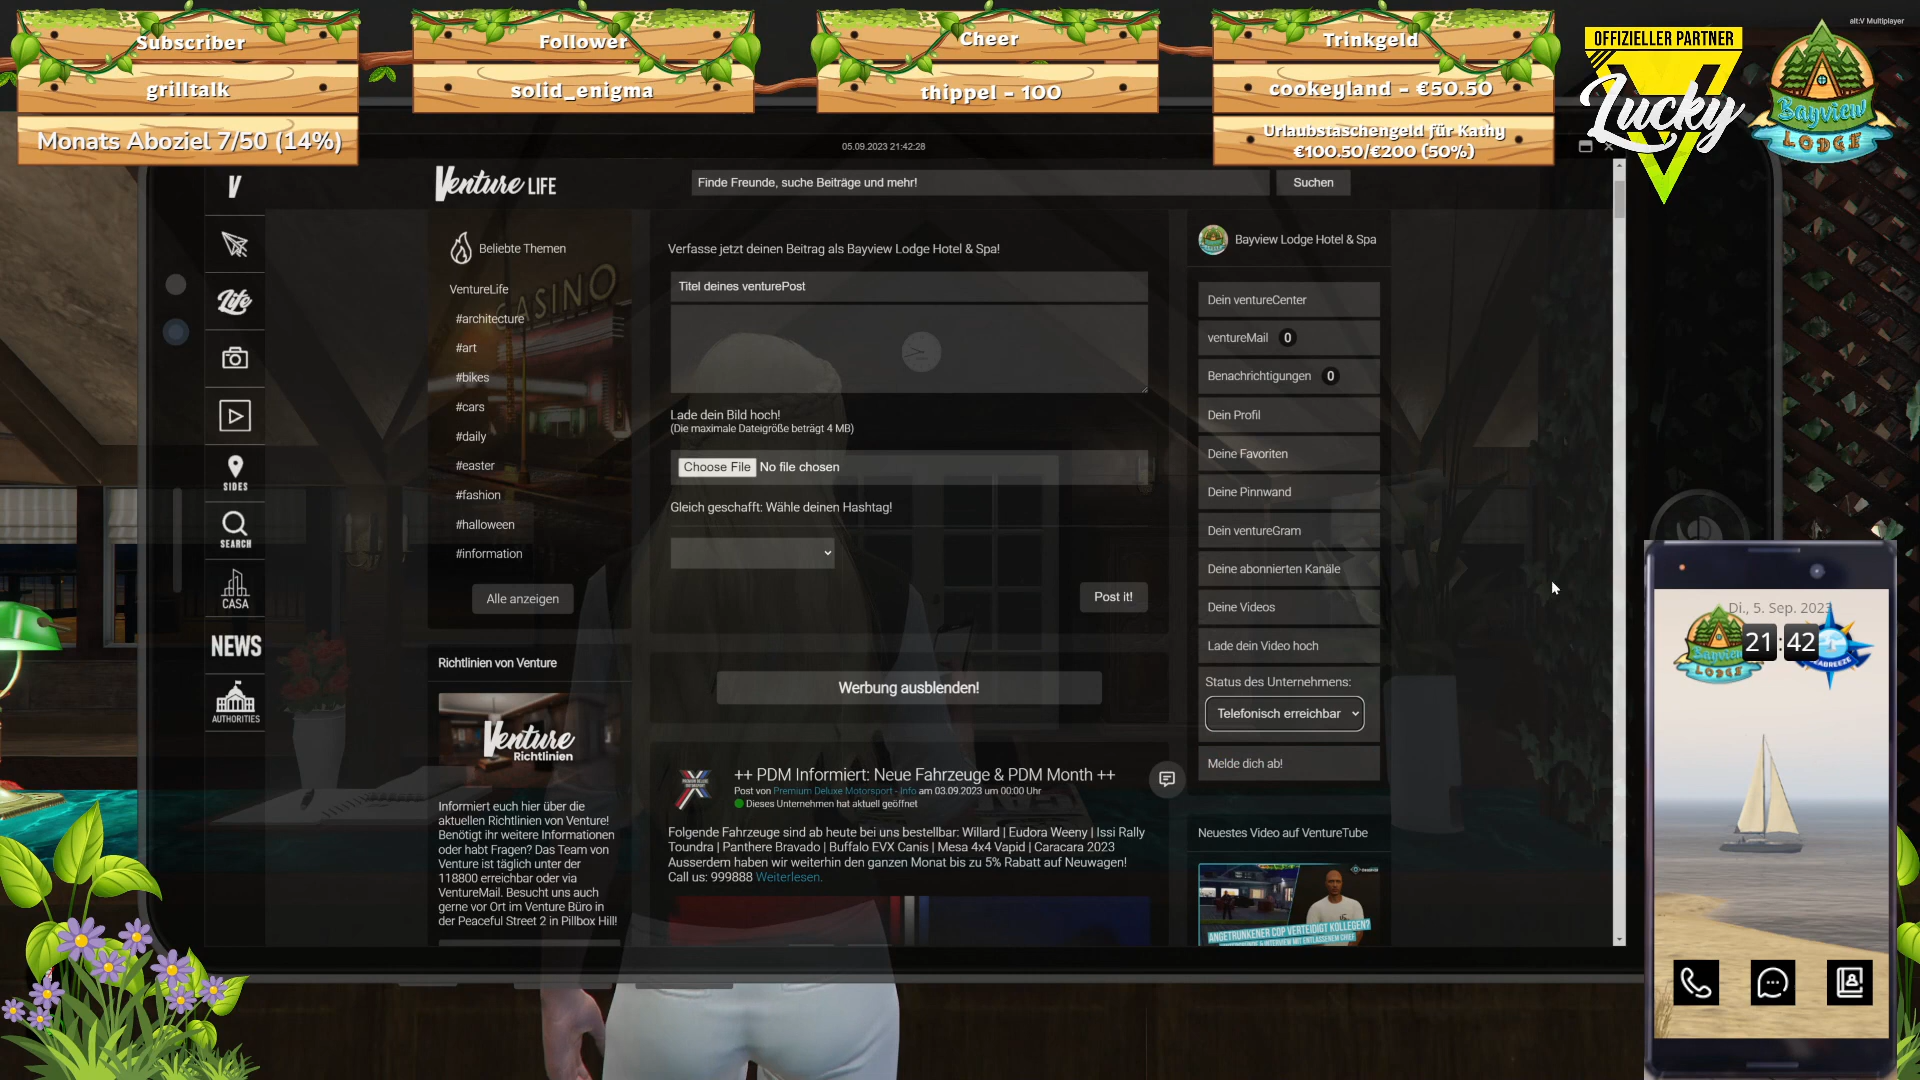 alt:V Multiplayer
Subscriber
grilltalk
Monats Aboziel 7/50 (14%)
Follower
solid_enigma
Cheer
thippel - 100
Trinkgeld
cookeyland - €50.50
Urlaubstaschengeld für Kathy
€100.50/€200 (50%)
OFFIZIELLER PARTNER
Lucky V
Bayview
LODGE
05.09.2023 21:42:28
V
Life
SIDES
SEARCH
CASA
NEWS
AUTHORITIES
Venture LIFE
Finde Freunde, suche Beiträge und mehr!
Suchen
Beliebte Themen
VentureLife
#architecture
#art
#bikes
#cars
#daily
#easter
#fashion
#halloween
#information
Alle anzeigen
CASINO
Richtlinien von Venture
Venture
Richtlinien
Informiert euch hier über die
aktuellen Richtlinien von Venture!
Benötigt ihr weitere Informationen
oder habt Fragen? Das Team von
Venture ist täglich unter der
118800 erreichbar oder via
VentureMail. Besucht uns auch
gerne vor Ort im Venture Büro in
der Peaceful Street 2 in Pillbox Hill!
Verfasse jetzt deinen Beitrag als Bayview Lodge Hotel & Spa!
Titel deines venturePost
Lade dein Bild hoch!
(Die maximale Dateigröße beträgt 4 MB)
Choose File No file chosen
Gleich geschafft: Wähle deinen Hashtag!
Post it!
Werbung ausblenden!
++ PDM Informiert: Neue Fahrzeuge & PDM Month ++
Post von Premium Deluxe Motorsport - Info am 03.09.2023 um 00:00 Uhr
Dieses Unternehmen hat aktuell geöffnet
Folgende Fahrzeuge sind ab heute bei uns bestellbar: Willard | Eudora Weeny | Issi Rally
Toundra | Panthere Bravado | Buffalo EVX Canis | Mesa 4x4 Vapid | Caracara 2023
Ausserdem haben wir weiterhin den ganzen Monat bis zu 5% Rabatt auf Neuwagen!
Call us: 999888 Weiterlesen.
Bayview Lodge Hotel & Spa
Dein ventureCenter
ventureMail 0
Benachrichtigungen 0
Dein Profil
Deine Favoriten
Deine Pinnwand
Dein ventureGram
Deine abonnierten Kanäle
Deine Videos
Lade dein Video hoch
Status des Unternehmens:
Telefonisch erreichbar
Melde dich ab!
Neuestes Video auf VentureTube
ANGETRUNKENER COP VERTEIDIGT KOLLEGEN?
Di., 5. Sep. 2023
21:42
Bayview
LODGE